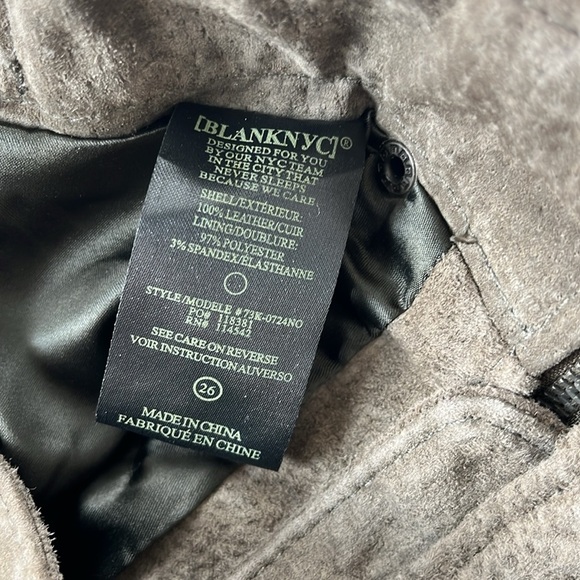 [BLANKNYC]®
DESIGNED FOR YOU
BY OUR NYC TEAM
IN THE CITY THAT
NEVER SLEEPS
BECAUSE WE CARE
SHELL/EXTÉRIEUR:
100% LEATHER/CUIR
LINING/DOUBLURE:
97% POLYESTER
3% SPANDEX/ÉLASTHANNE
STYLE/MODELE # 73K-0724NO
PO# 118381
RN# 114542
SEE CARE ON REVERSE
VOIR INSTRUCTION AUVERSO
26
MADE IN CHINA
FABRIQUÉ EN CHINE